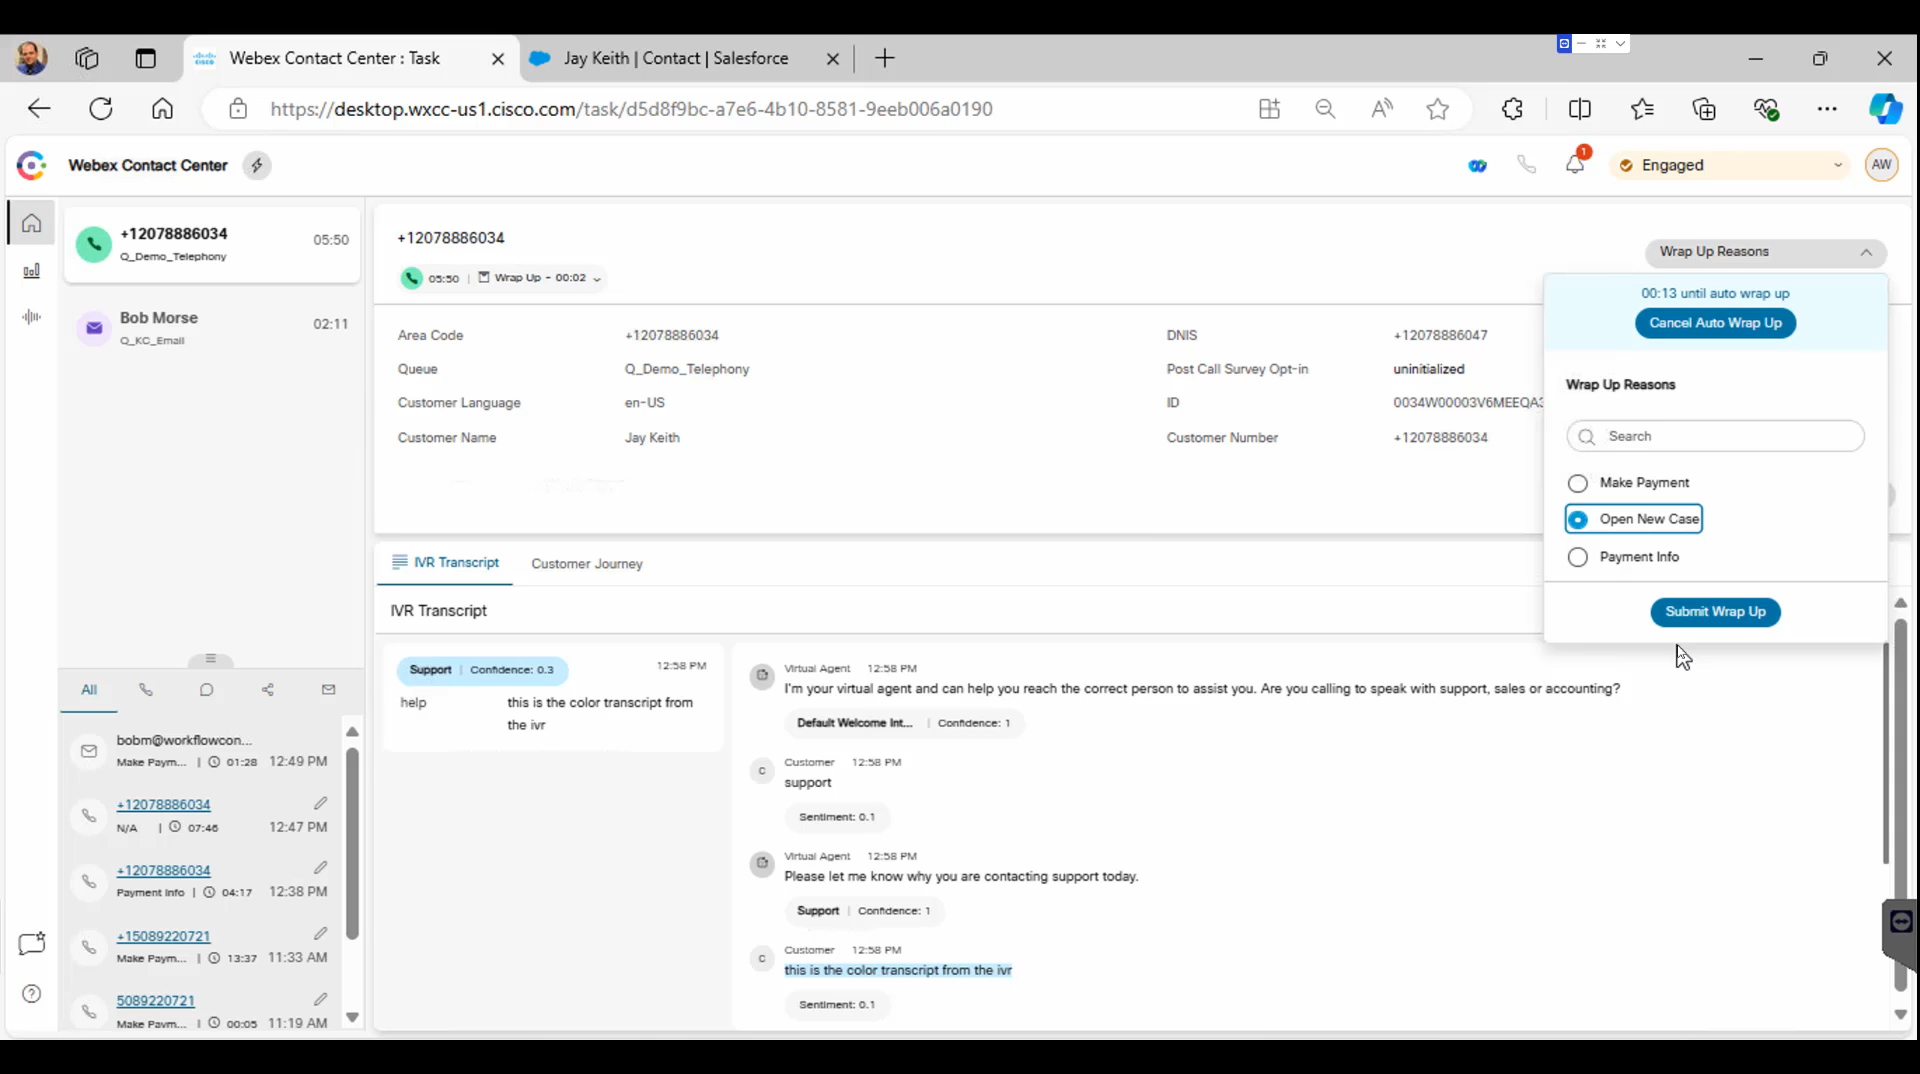 Webex Contact Center : Task
Jay Keith | Contact | Salesforce
https://desktop.wxcc-us1.cisco.com/task/d5d8f9bc-a7e6-4b10-8581-9eeb006a0190
Webex Contact Center
1
Engaged
AW
+12078886034
05:50
Q_Demo_Telephony
Bob Morse
02:11
Q_KC_Email
+12078886034
05:50 | Wrap Up - 00:02
Wrap Up Reasons
00:13 until auto wrap up
Cancel Auto Wrap Up
Wrap Up Reasons
Search
Make Payment
Open New Case
Payment Info
Submit Wrap Up
Area Code +12078886034
DNIS +12078886047
Queue Q_Demo_Telephony
Post Call Survey Opt-in uninitialized
Customer Language en-US
ID 0034W00003V6MEEQA3
Customer Name Jay Keith
Customer Number +12078886034
IVR Transcript
Customer Journey
IVR Transcript
Support | Confidence: 0.3
12:58 PM
help
this is the color transcript from
the ivr
Virtual Agent 12:58 PM
I'm your virtual agent and can help you reach the correct person to assist you. Are you calling to speak with support, sales or accounting?
Default Welcome Int... | Confidence: 1
C
Customer 12:58 PM
support
Sentiment: 0.1
Virtual Agent 12:58 PM
Please let me know why you are contacting support today.
Support | Confidence: 1
C
Customer 12:58 PM
this is the color transcript from the ivr
Sentiment: 0.1
All
bobm@workflowcon...
Make Paym... | 01:28 12:49 PM
+12078886034
N/A | 07:46 12:47 PM
+12078886034
Payment Info | 04:17 12:38 PM
+15089220721
Make Paym... | 13:37 11:33 AM
5089220721
Make Paym... | 00:05 11:19 AM